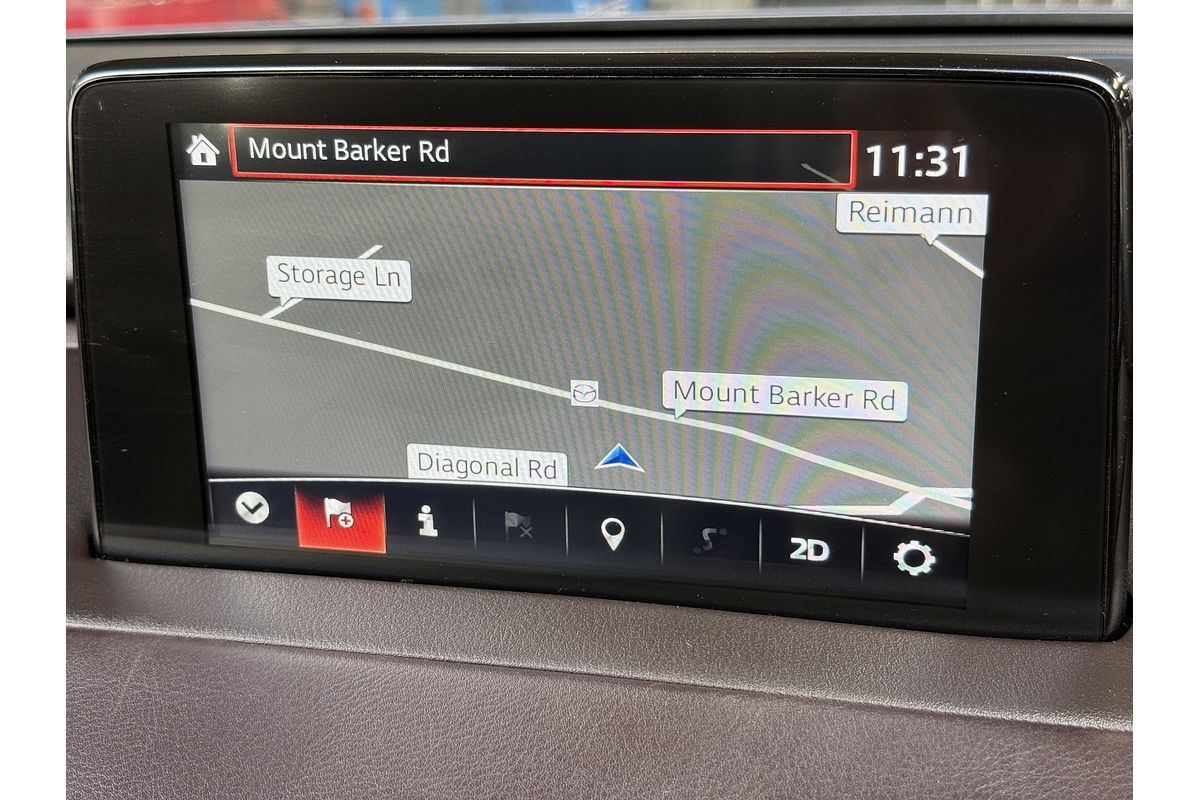 Mount Barker Rd
11:31
Reimann
Storage Ln
Mount Barker Rd
Diagonal Rd
2D